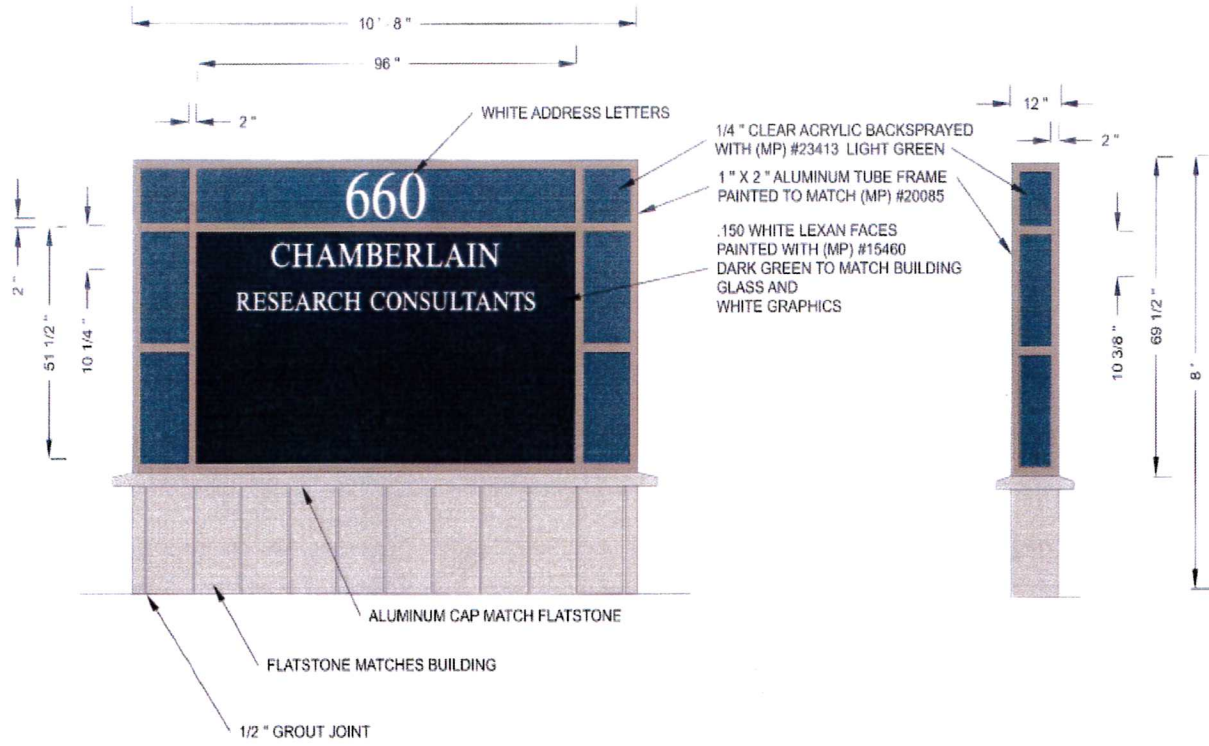 10 ' - 8 "
96 "
2 "
WHITE ADDRESS LETTERS
12 "
2 "
1/4 " CLEAR ACRYLIC BACKSPRAYED
WITH (MP) #23413 LIGHT GREEN
1 " X 2 " ALUMINUM TUBE FRAME
PAINTED TO MATCH (MP) #20085
.150 WHITE LEXAN FACES
PAINTED WITH (MP) #15460
DARK GREEN TO MATCH BUILDING
GLASS AND
WHITE GRAPHICS
660
CHAMBERLAIN
RESEARCH CONSULTANTS
2 "
51 1/2 "
10 1/4 "
10 3/8 "
69 1/2 "
8 '
ALUMINUM CAP MATCH FLATSTONE
FLATSTONE MATCHES BUILDING
1/2 " GROUT JOINT